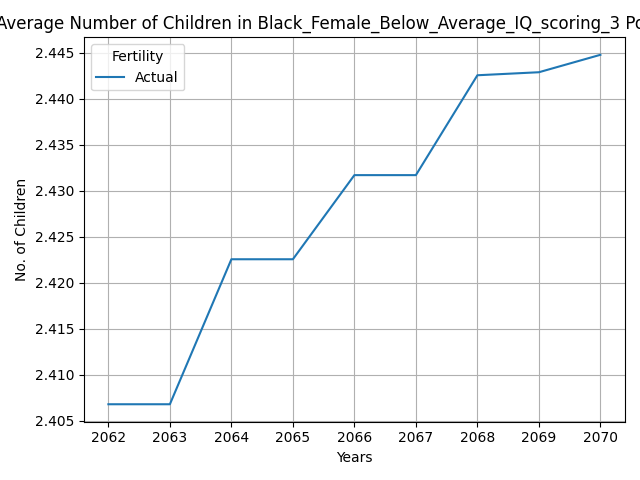 Average Number of Children in Black_Female_Below_Average_IQ_scoring_3 Po
Fertility
Actual
No. of Children
2.445
2.440
2.435
2.430
2.425
2.420
2.415
2.410
2.405
2062 2063 2064 2065 2066 2067 2068 2069 2070
Years